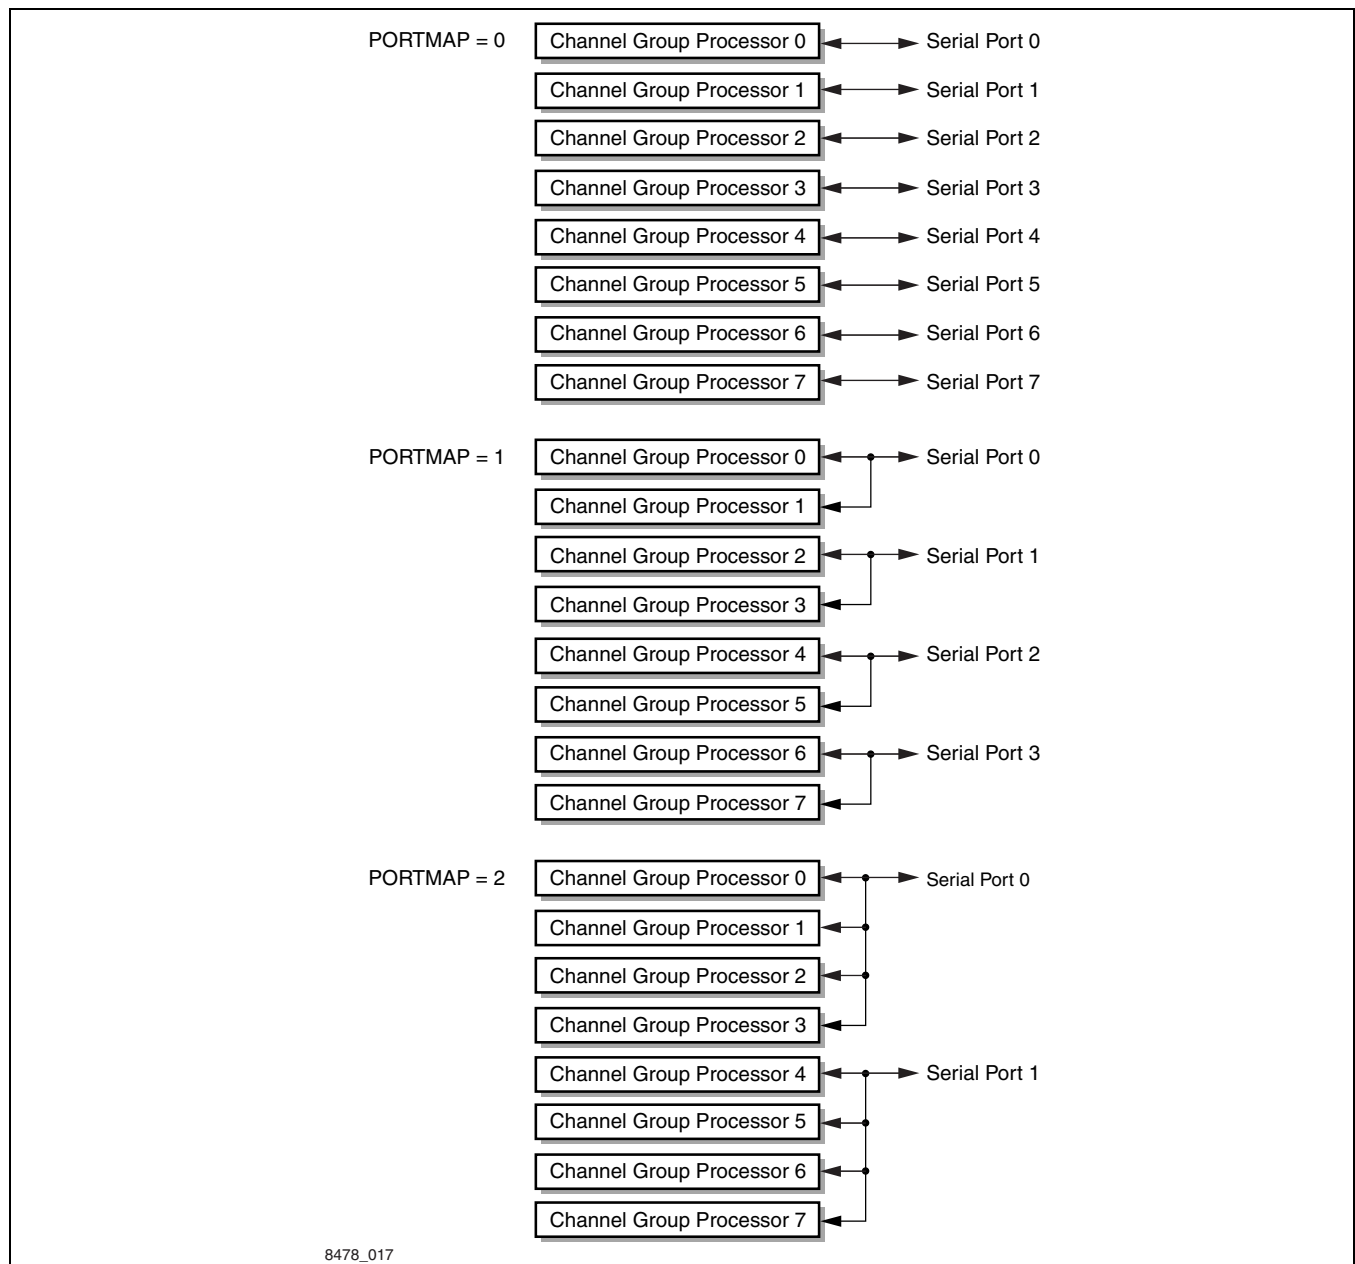 PORTMAP = 0 Channel Group Processor 0 Serial Port 0
Channel Group Processor 1 Serial Port 1
Channel Group Processor 2 Serial Port 2
Channel Group Processor 3 Serial Port 3
Channel Group Processor 4 Serial Port 4
Channel Group Processor 5 Serial Port 5
Channel Group Processor 6 Serial Port 6
Channel Group Processor 7 Serial Port 7
PORTMAP = 1 Channel Group Processor 0 Serial Port 0
Channel Group Processor 1
Channel Group Processor 2 Serial Port 1
Channel Group Processor 3
Channel Group Processor 4 Serial Port 2
Channel Group Processor 5
Channel Group Processor 6 Serial Port 3
Channel Group Processor 7
PORTMAP = 2 Channel Group Processor 0 Serial Port 0
Channel Group Processor 1
Channel Group Processor 2
Channel Group Processor 3
Channel Group Processor 4 Serial Port 1
Channel Group Processor 5
Channel Group Processor 6
Channel Group Processor 7
8478_017